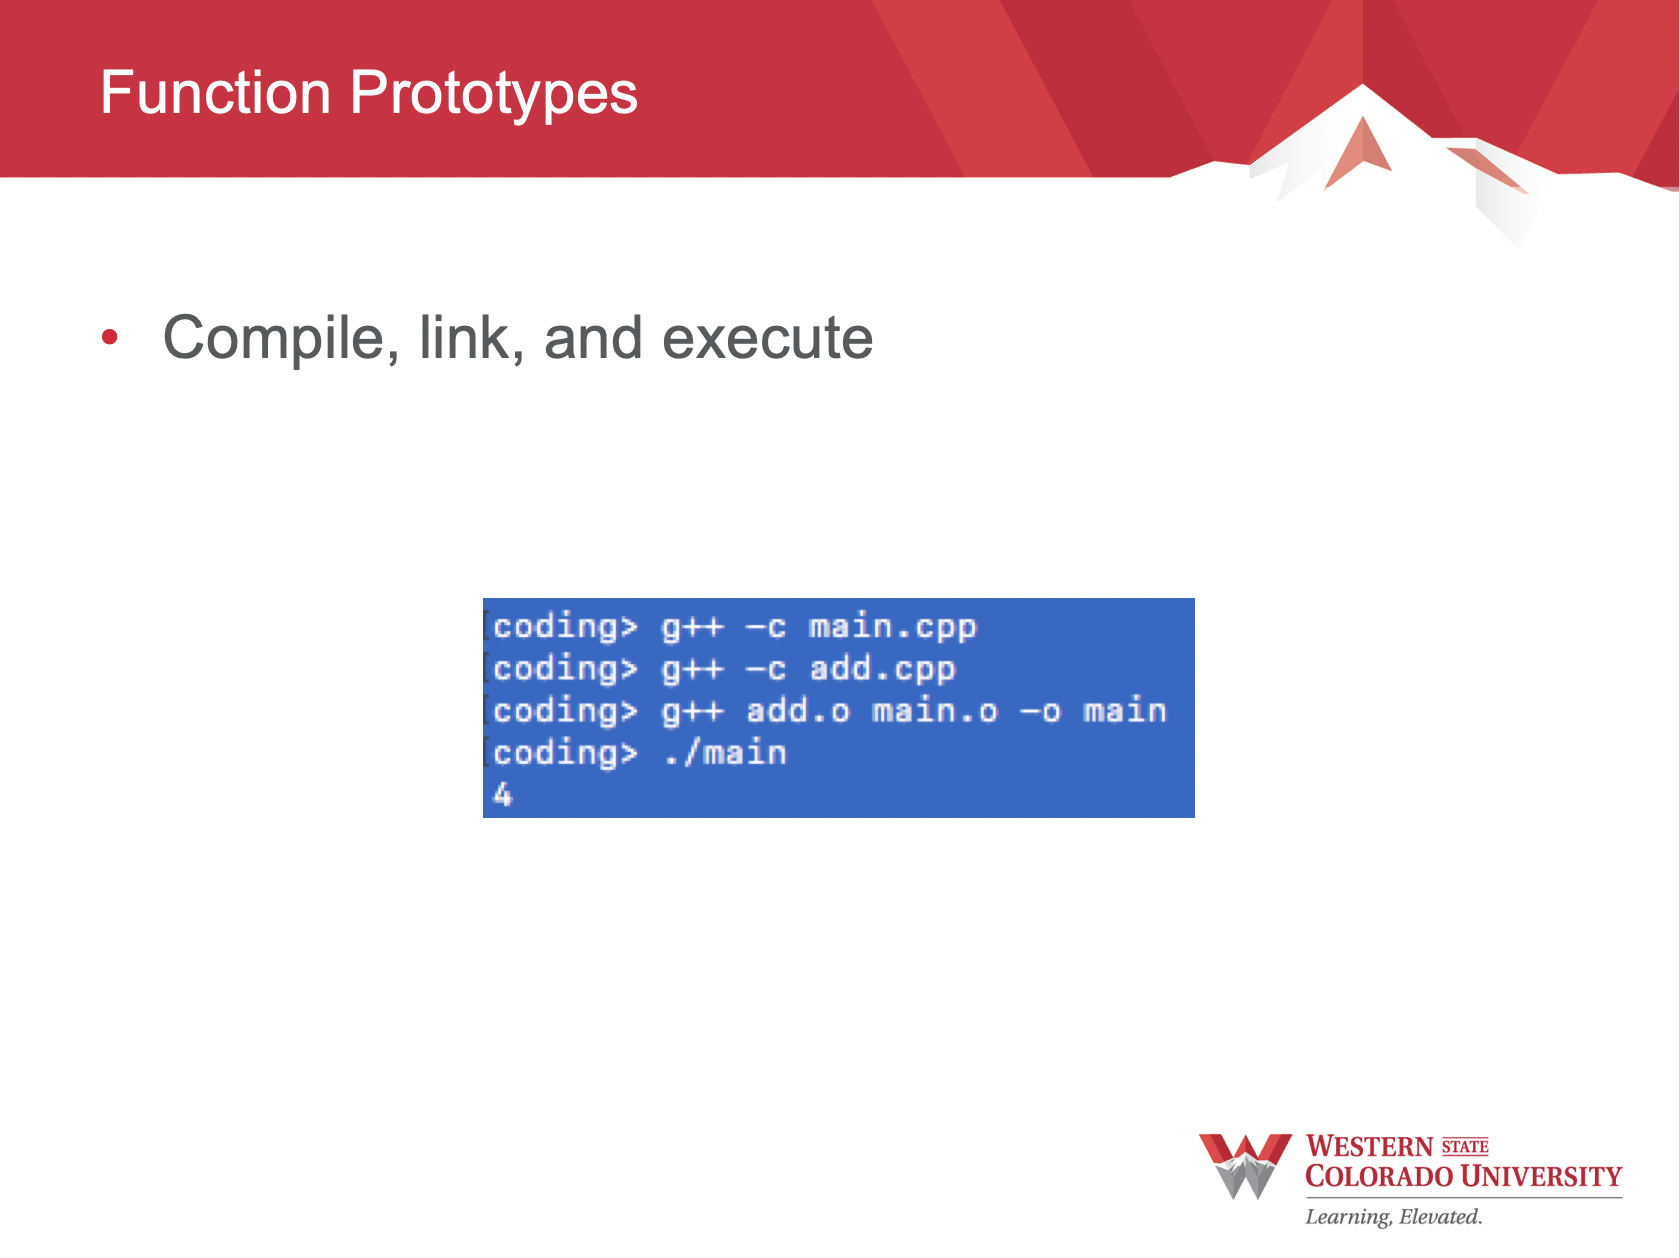 Function Prototypes
• Compile, link, and execute
[coding> g++ -c main.cpp
[coding> g++ -c add.cpp
[coding> g++ add.o main.o -o main
[coding> ./main
4
WESTERN STATE
COLORADO UNIVERSITY
Learning, Elevated.